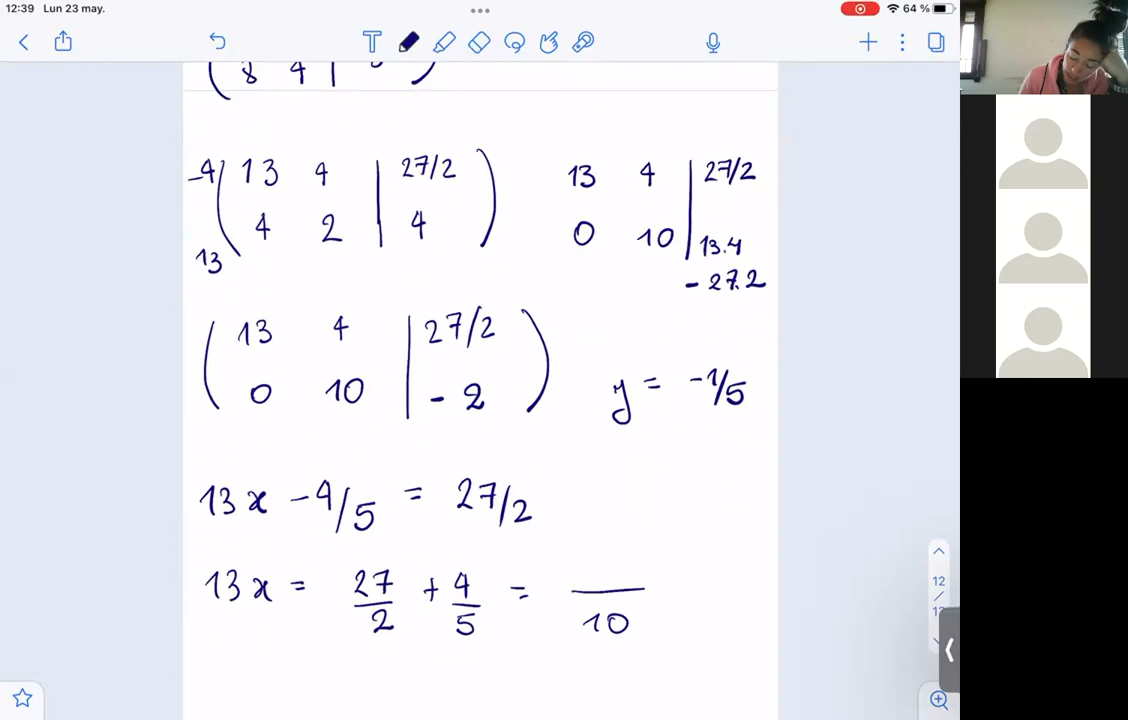 12:39 Lun 23 may.
64 %
T
( 8 4 | )
-4 ( 13 4 | 27/2 )
13 ( 4 2 | 4 )
13 4 | 27/2
0 10 | 13.4
- 27.2
( 13 4 | 27/2 )
( 0 10 | - 2 )
y = -1/5
13x - 4/5 = 27/2
13x = 27/2 + 4/5 = /10
12
/